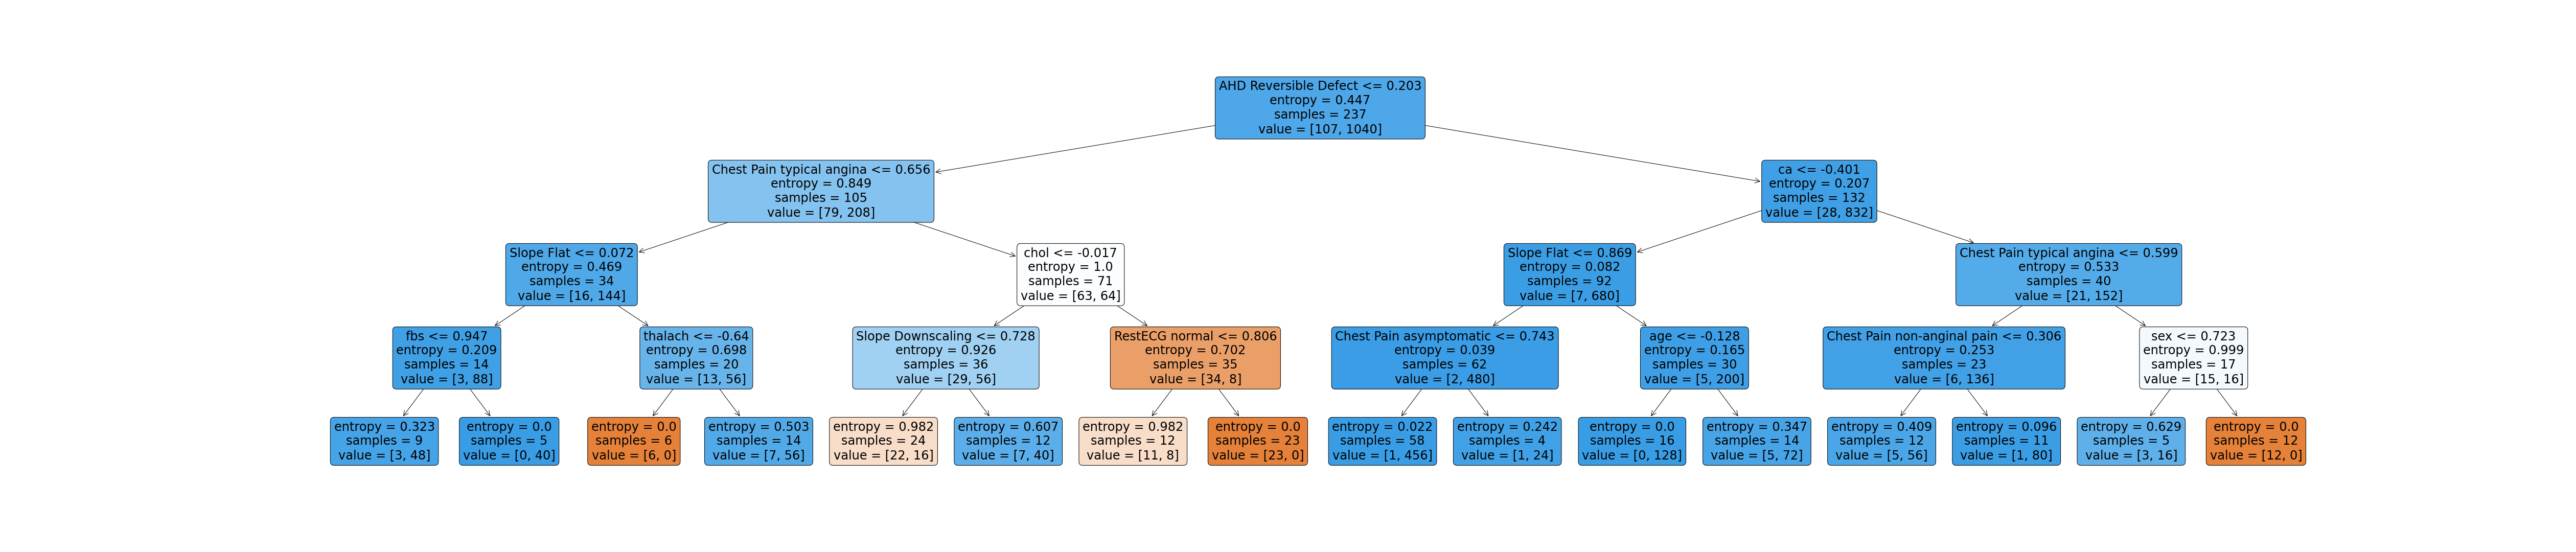 AHD Reversible Defect <= 0.203
entropy = 0.447
samples = 237
value = [107, 1040]
Chest Pain typical angina <= 0.656
entropy = 0.849
samples = 105
value = [79, 208]
ca <= -0.401
entropy = 0.207
samples = 132
value = [28, 832]
Slope Flat <= 0.072
entropy = 0.469
samples = 34
value = [16, 144]
chol <= -0.017
entropy = 1.0
samples = 71
value = [63, 64]
Slope Flat <= 0.869
entropy = 0.082
samples = 92
value = [7, 680]
Chest Pain typical angina <= 0.599
entropy = 0.533
samples = 40
value = [21, 152]
fbs <= 0.947
entropy = 0.209
samples = 14
value = [3, 88]
thalach <= -0.64
entropy = 0.698
samples = 20
value = [13, 56]
Slope Downscaling <= 0.728
entropy = 0.926
samples = 36
value = [29, 56]
RestECG normal <= 0.806
entropy = 0.702
samples = 35
value = [34, 8]
Chest Pain asymptomatic <= 0.743
entropy = 0.039
samples = 62
value = [2, 480]
age <= -0.128
entropy = 0.165
samples = 30
value = [5, 200]
Chest Pain non-anginal pain <= 0.306
entropy = 0.253
samples = 23
value = [6, 136]
sex <= 0.723
entropy = 0.999
samples = 17
value = [15, 16]
entropy = 0.323
samples = 9
value = [3, 48]
entropy = 0.0
samples = 5
value = [0, 40]
entropy = 0.0
samples = 6
value = [6, 0]
entropy = 0.503
samples = 14
value = [7, 56]
entropy = 0.982
samples = 24
value = [22, 16]
entropy = 0.607
samples = 12
value = [7, 40]
entropy = 0.982
samples = 12
value = [11, 8]
entropy = 0.0
samples = 23
value = [23, 0]
entropy = 0.022
samples = 58
value = [1, 456]
entropy = 0.242
samples = 4
value = [1, 24]
entropy = 0.0
samples = 16
value = [0, 128]
entropy = 0.347
samples = 14
value = [5, 72]
entropy = 0.409
samples = 12
value = [5, 56]
entropy = 0.096
samples = 11
value = [1, 80]
entropy = 0.629
samples = 5
value = [3, 16]
entropy = 0.0
samples = 12
value = [12, 0]